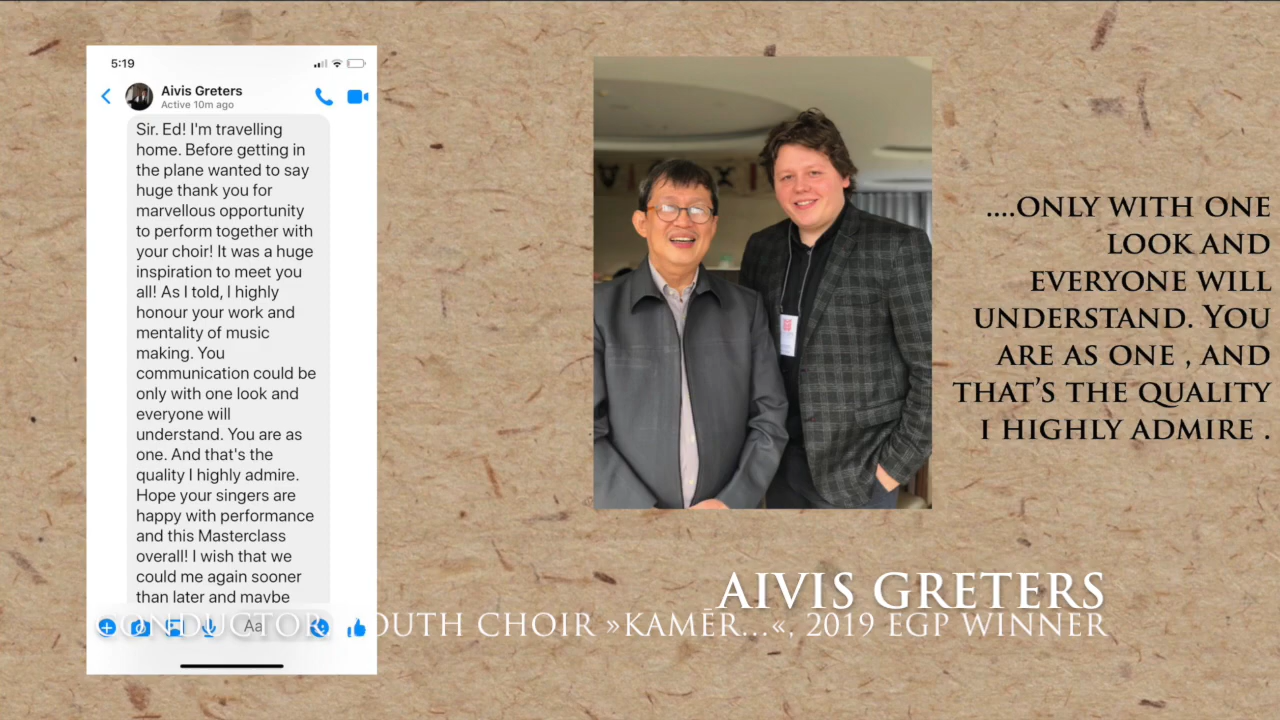 5:19
Aivis Greters
Active 10m ago
Sir. Ed! I'm travelling
home. Before getting in
the plane wanted to say
huge thank you for
marvellous opportunity
to perform together with
your choir! It was a huge
inspiration to meet you
all! As I told, I highly
honour your work and
mentality of music
making. You
communication could be
only with one look and
everyone will
understand. You are as
one. And that's the
quality I highly admire.
Hope your singers are
happy with performance
and this Masterclass
overall! I wish that we
could me again sooner
than later and maybe
Aa
....ONLY WITH ONE
LOOK AND
EVERYONE WILL
UNDERSTAND. YOU
ARE AS ONE , AND
THAT'S THE QUALITY
I HIGHLY ADMIRE .
AIVIS GRETERS
CONDUCTOR, YOUTH CHOIR »KAMĒR...«, 2019 EGP WINNER